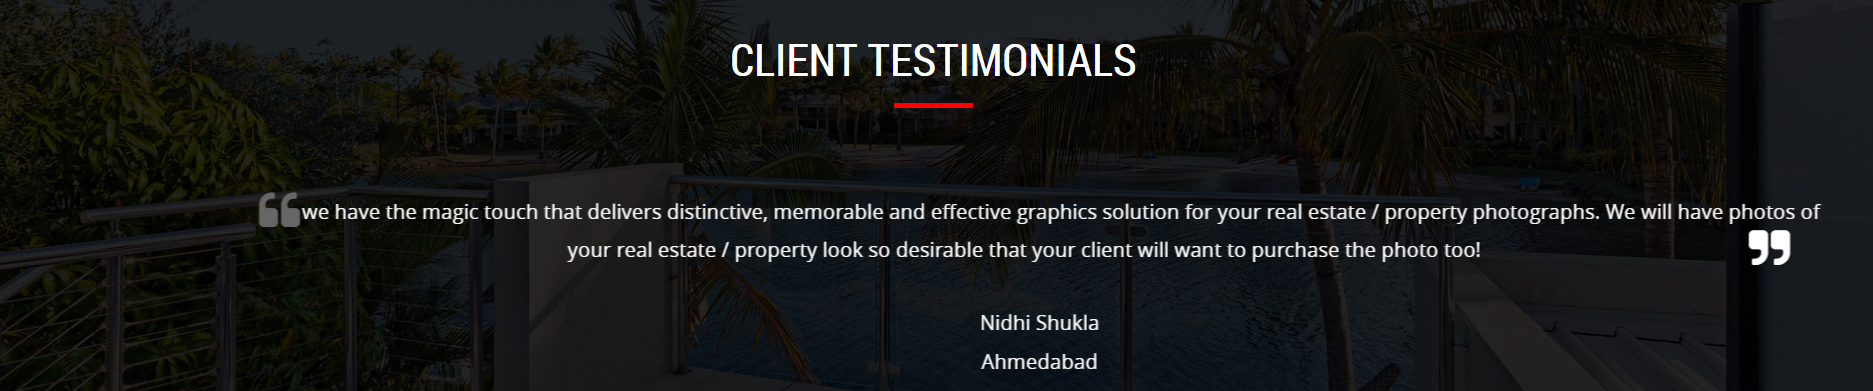 CLIENT TESTIMONIALS
“we have the magic touch that delivers distinctive, memorable and effective graphics solution for your real estate / property photographs. We will have photos of
your real estate / property look so desirable that your client will want to purchase the photo too! ”
Nidhi Shukla
Ahmedabad